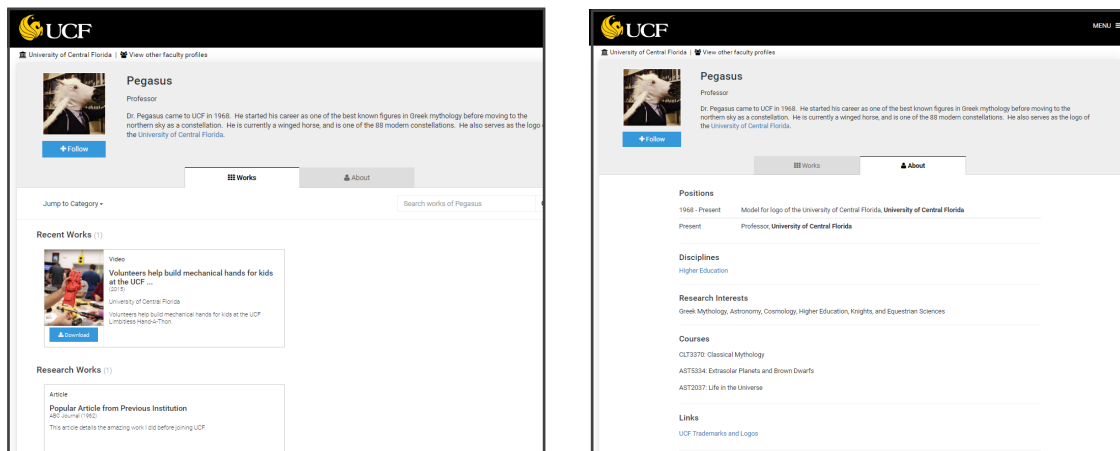 UCF
University of Central Florida | View other faculty profiles
Pegasus
Professor
Dr. Pegasus came to UCF in 1968. He started his career as one of the best known figures in Greek mythology before moving to the
northern sky as a constellation. He is currently a winged horse, and is one of the 88 modern constellations. He also serves as the logo
the University of Central Florida.
+ Follow
Works
About
Jump to Category
Search works of Pegasus
Recent Works (1)
Video
Volunteers help build mechanical hands for kids
at the UCF ...
(2015)
University of Central Florida
Volunteers help build mechanical hands for kids at the UCF
Limbitless Hand-A-Thon.
Download
Research Works (1)
Article
Popular Article from Previous Institution
ABC Journal (1962)
This article details the amazing work I did before joining UCF.
UCF
MENU
University of Central Florida | View other faculty profiles
Pegasus
Professor
Dr. Pegasus came to UCF in 1968. He started his career as one of the best known figures in Greek mythology before moving to the
northern sky as a constellation. He is currently a winged horse, and is one of the 88 modern constellations. He also serves as the logo of
the University of Central Florida.
+ Follow
Works
About
Positions
1968 - Present Model for logo of the University of Central Florida, University of Central Florida
Present Professor, University of Central Florida
Disciplines
Higher Education
Research Interests
Greek Mythology, Astronomy, Cosmology, Higher Education, Knights, and Equestrian Sciences
Courses
CLT3370: Classical Mythology
AST5334: Extrasolar Planets and Brown Dwarfs
AST2037: Life in the Universe
Links
UCF Trademarks and Logos